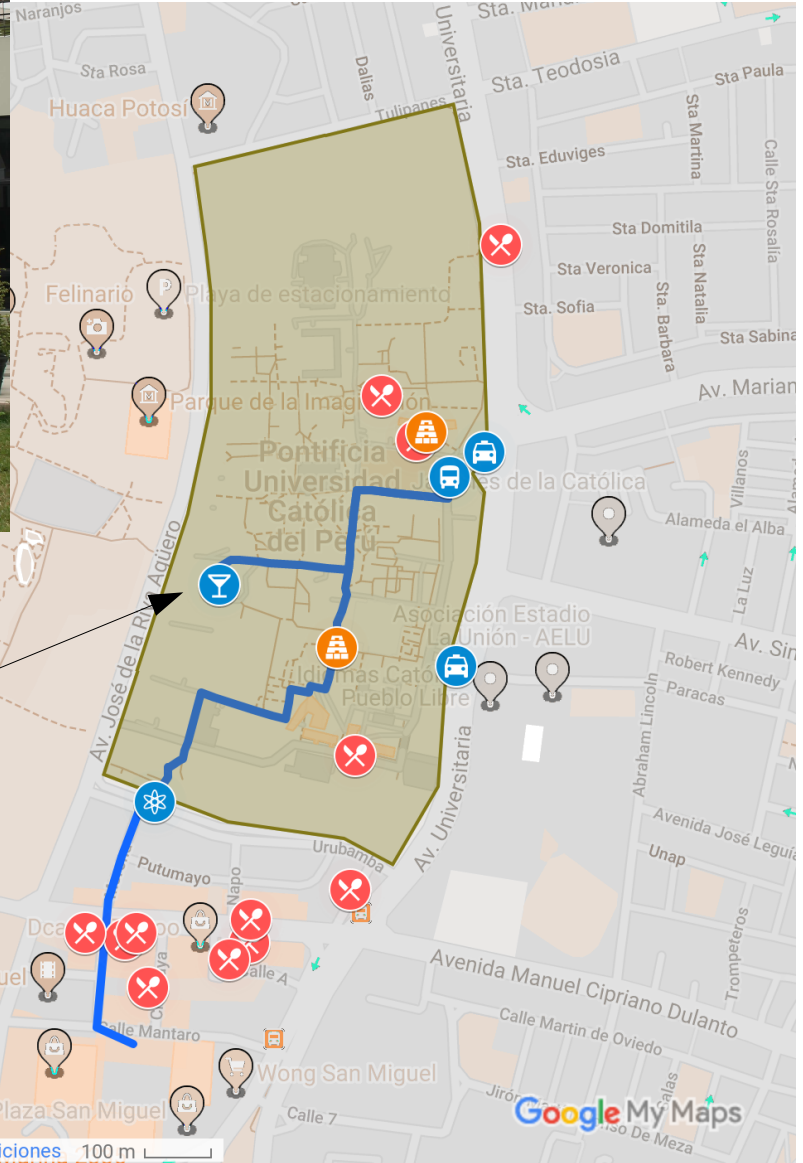 Naranjos
Sta. Maria
Universitaria
Sta. Teodosia
Sta Rosa
Dalias
Sta Paula
Huaca Potosí
Tulipanes
Sta Martina
Sta. Eduviges
Calle Sta Rosalía
Sta Domitila
Sta Natalia
Sta Veronica
Felinario
Playa de estacionamiento
Sta. Barbara
Sta. Sofia
Sta Sabina
Av. Marian
Parque de la Imaginación
Pontificia
Universidad
Católica
del Perú
Jardines de la Católica
Villanos
Alameda el Alba
La Luz
Av. José de la Riva Agüero
Asociación Estadio
La Unión - AELU
Av. Sin
Idiomas Católica
Pueblo Libre
Robert Kennedy
Paracas
Abraham Lincoln
Av. Universitaria
Avenida José Leguía
Urubamba
Unap
Putumayo
Napo
Trompeteros
Calle A
Avenida Manuel Cipriano Dulanto
Calle Martin de Oviedo
Calle Mantaro
Wong San Miguel
Plaza San Miguel
Calle 7
Google My Maps
iciones
100 m